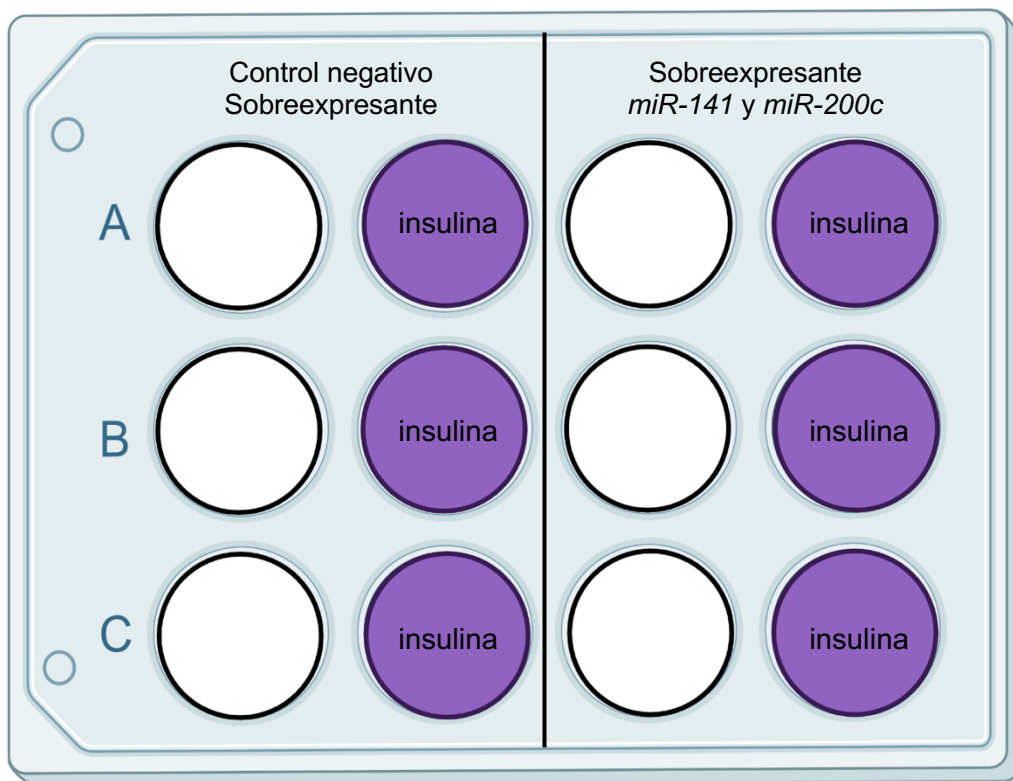 Control negativo
Sobreexpresante
Sobreexpresante
miR-141 y miR-200c
A
insulina
insulina
B
insulina
insulina
C
insulina
insulina